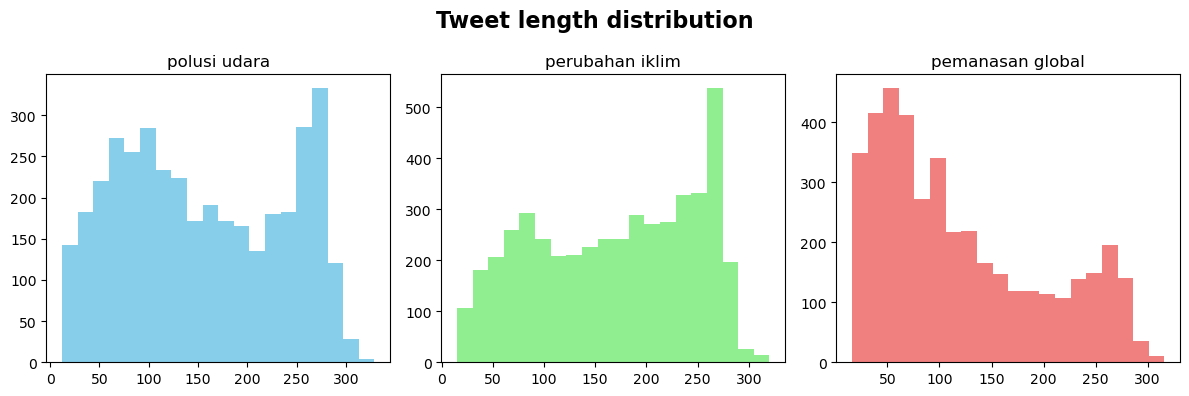 Tweet length distribution
polusi udara
perubahan iklim
pemanasan global
300
250
200
150
100
50
0
0 50 100 150 200 250 300
500
400
300
200
100
0
0 50 100 150 200 250 300
400
300
200
100
0
50 100 150 200 250 300